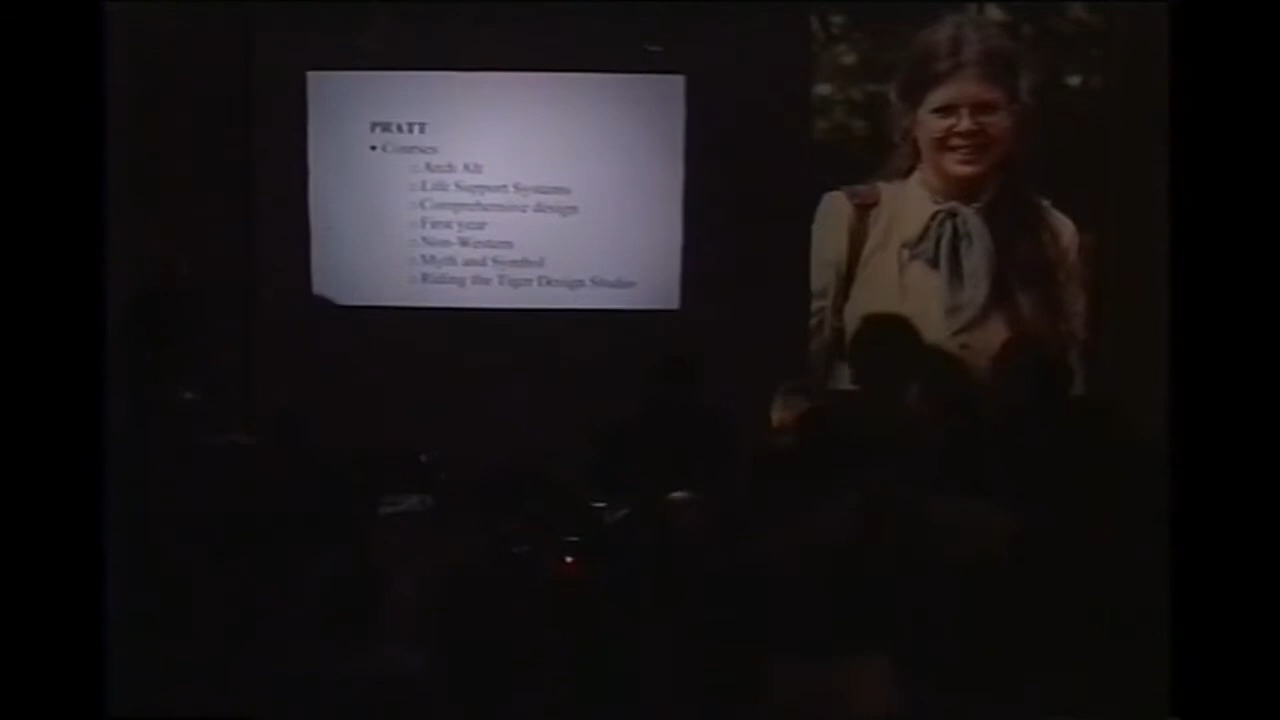 PRATT
• Courses
Arch Alt
Life Support Systems
Comprehensive design
First year
Non-Western
Myth and Symbol
Riding the Tiger Design Studio